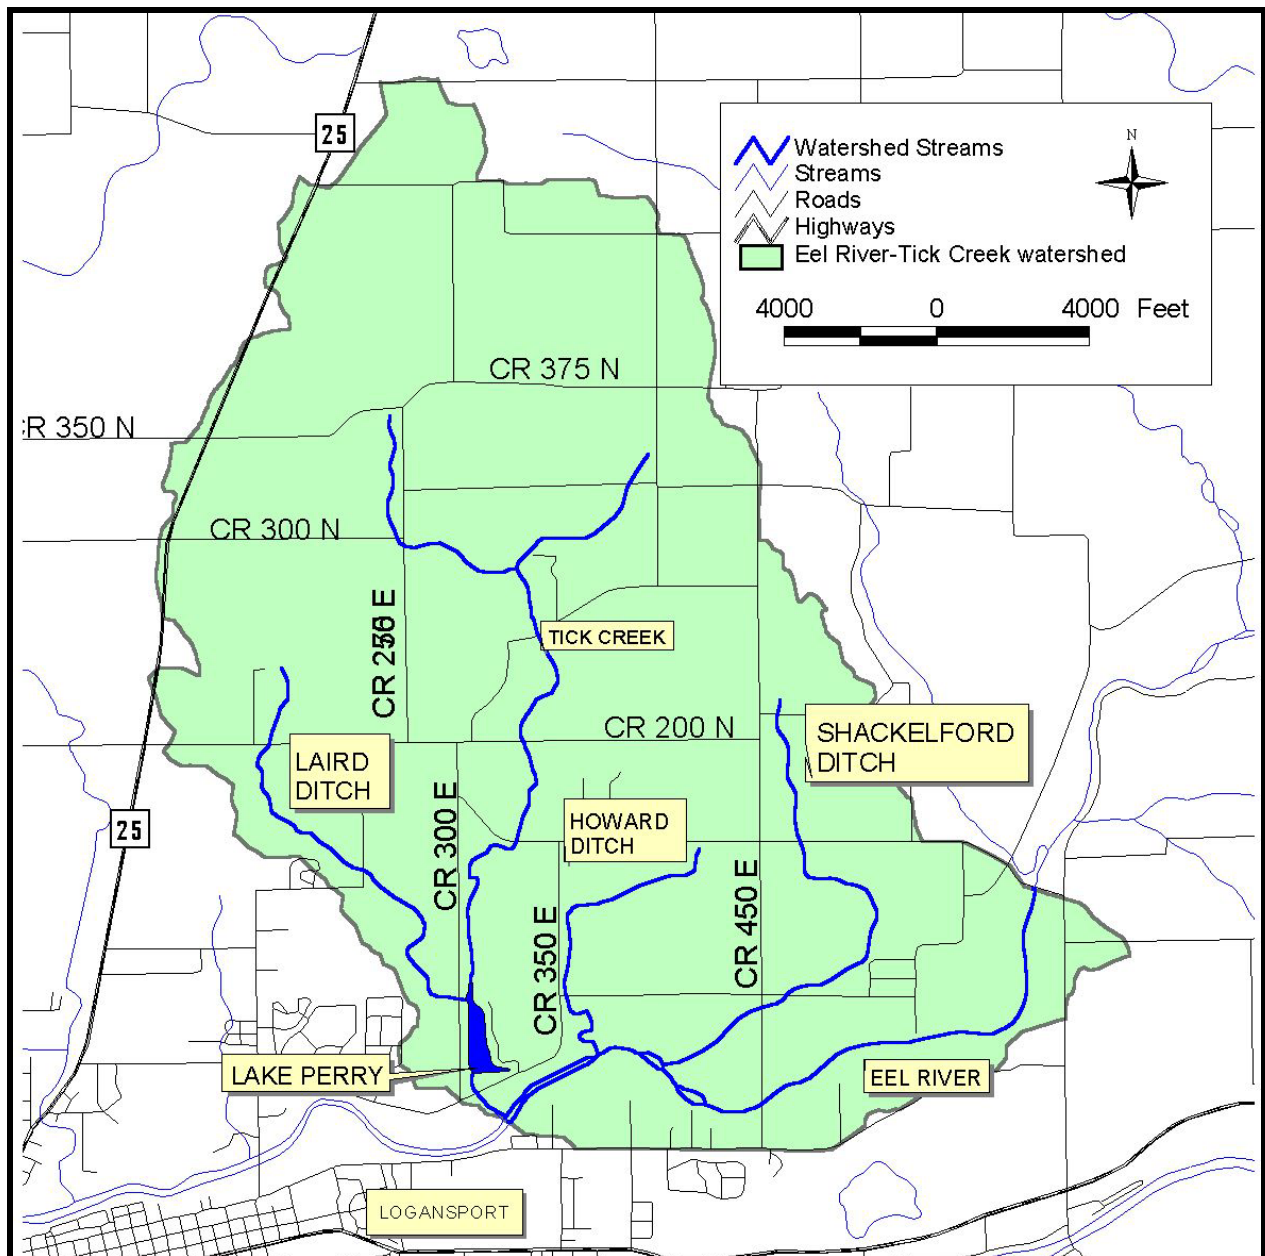 25
N
Watershed Streams
Streams
Roads
Highways
Eel River-Tick Creek watershed
4000 0 4000 Feet
CR 375 N
CR 350 N
CR 300 N
TICK CREEK
CR 200 N
SHACKELFORD
DITCH
LAIRD
DITCH
CR 300 E
HOWARD
DITCH
25
CR 350 E
CR 450 E
LAKE PERRY
EEL RIVER
LOGANSPORT